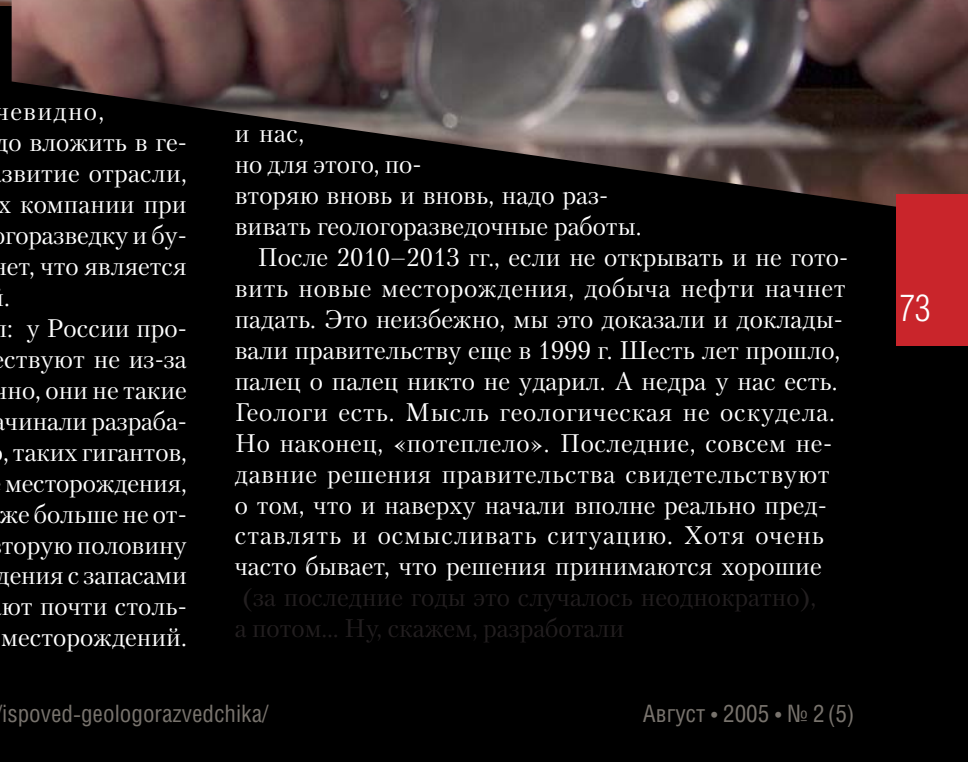 чевидно,
до вложить в ге-
азвитие отрасли,
х компании при
огоразведку и бу-
нет, что является
й.
л: у России про-
ествуют не из-за
чно, они не такие
ачинали разраба-
о, таких гигантов,
е месторождения,
же больше не от-
вторую половину
дения с запасами
ают почти столь-
месторождений.
и нас,
но для этого, по-
вторяю вновь и вновь, надо раз-
вивать геологоразведочные работы.
После 2010–2013 гг., если не открывать и не гото-
вить новые месторождения, добыча нефти начнет
падать. Это неизбежно, мы это доказали и доклады-
вали правительству еще в 1999 г. Шесть лет прошло,
палец о палец никто не ударил. А недра у нас есть.
Геологи есть. Мысль геологическая не оскудела.
Но наконец, «потеплело». Последние, совсем не-
давние решения правительства свидетельствуют
о том, что и наверху начали вполне реально пред-
ставлять и осмысливать ситуацию. Хотя очень
часто бывает, что решения принимаются хорошие
(за последние годы это случалось неоднократно),
а потом... Ну, скажем, разработали
73
/ispoved-geologorazvedchika/
Август • 2005 • № 2 (5)